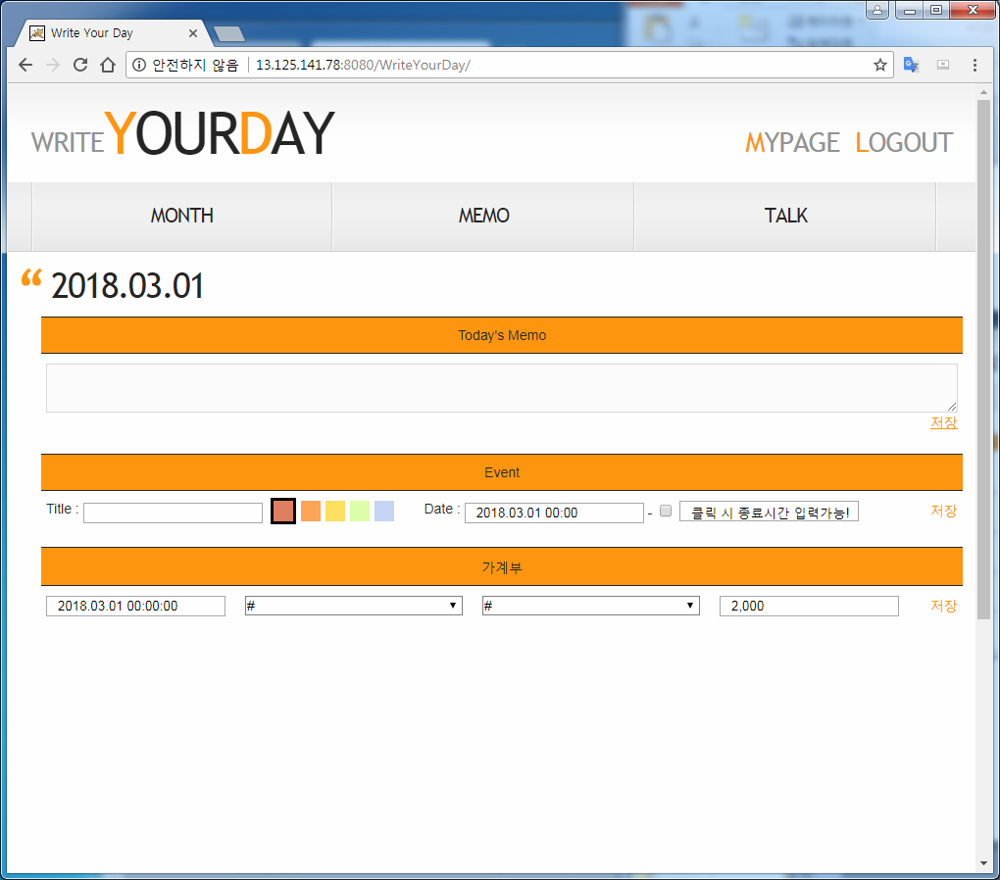 Write Your Day
안전하지 않음 13.125.141.78:8080/WriteYourDay/
WRITE YOURDAY
MYPAGE LOGOUT
MONTH MEMO TALK
“ 2018.03.01
Today's Memo
저장
Event
Title : Date : 2018.03.01 00:00 - 클릭 시 종료시간 입력가능! 저장
가계부
2018.03.01 00:00:00 # # 2,000 저장